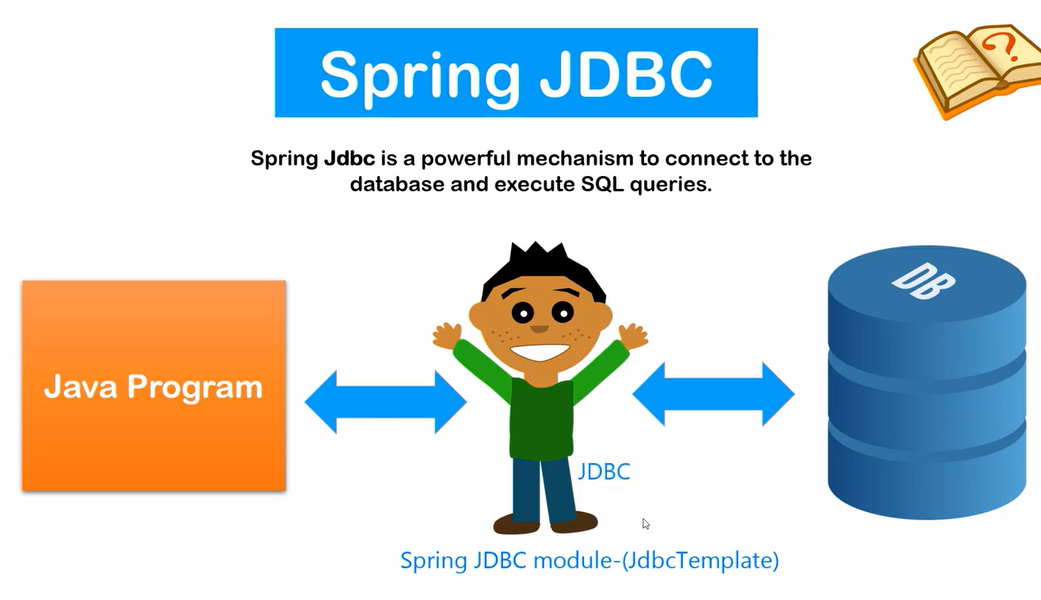 Spring JDBC
?
Spring Jdbc is a powerful mechanism to connect to the
database and execute SQL queries.
DB
Java Program
JDBC
Spring JDBC module-(JdbcTemplate)